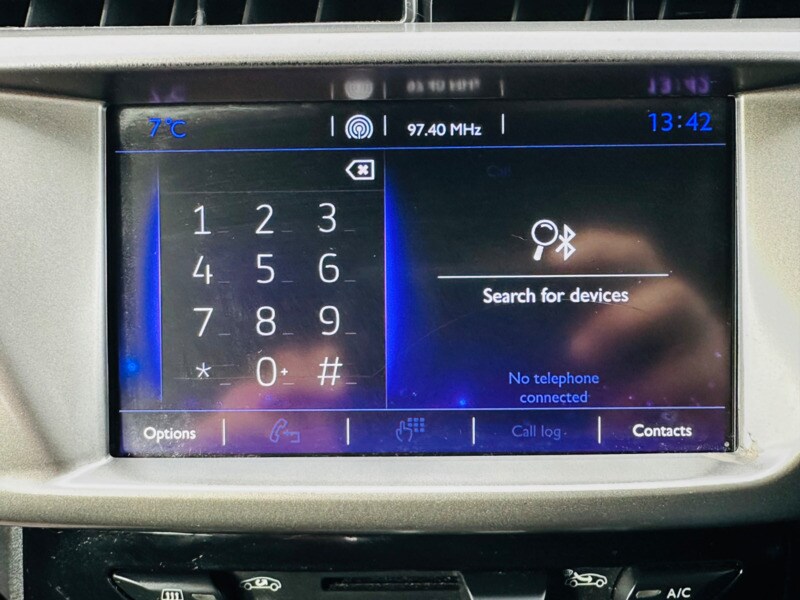 7°C 97.40 MHz 13:42
1 2 3
4 5 6
7 8 9
* 0+ #
Search for devices
No telephone
connected
Options Call log Contacts
A/C